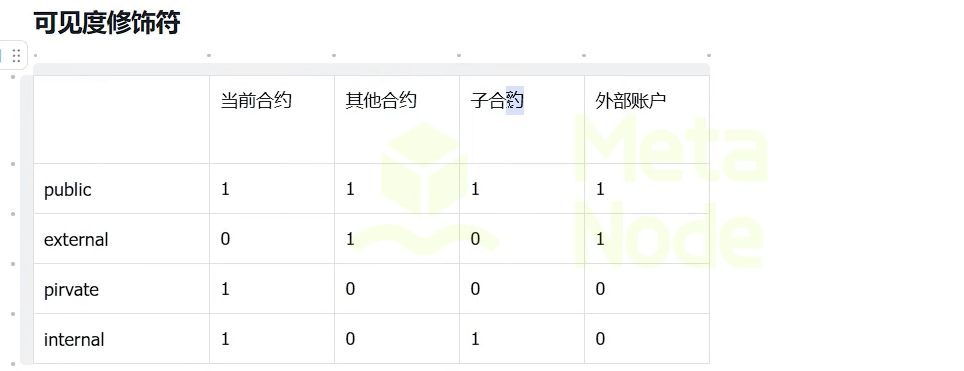 可见度修饰符
当前合约 其他合约 子合约 外部账户
public 1 1 1 1
external 0 1 0 1
pirvate 1 0 0 0
internal 1 0 1 0
Meta
Node